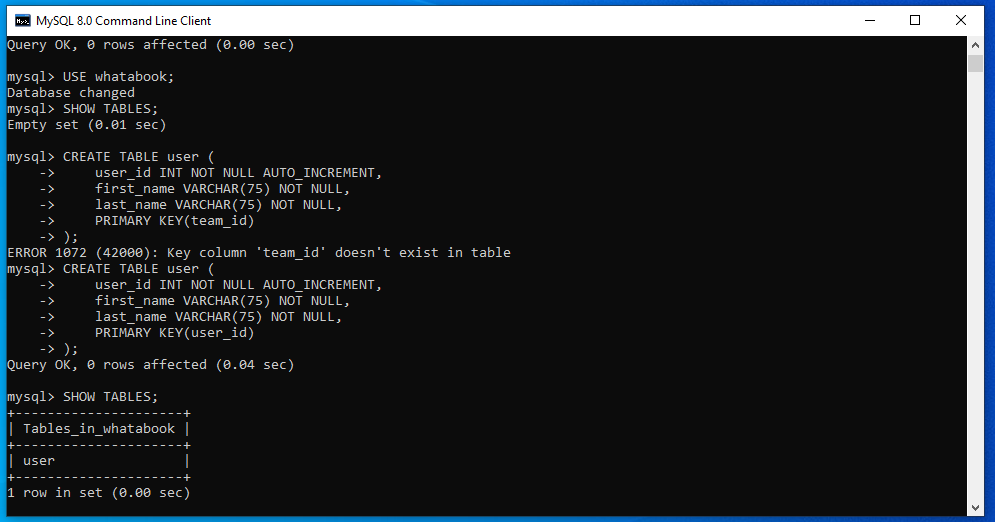 MySQL 8.0 Command Line Client
Query OK, 0 rows affected (0.00 sec)
mysql> USE whatabook;
Database changed
mysql> SHOW TABLES;
Empty set (0.01 sec)
mysql> CREATE TABLE user (
    ->     user_id INT NOT NULL AUTO_INCREMENT,
    ->     first_name VARCHAR(75) NOT NULL,
    ->     last_name VARCHAR(75) NOT NULL,
    ->     PRIMARY KEY(team_id)
    -> );
ERROR 1072 (42000): Key column 'team_id' doesn't exist in table
mysql> CREATE TABLE user (
    ->     user_id INT NOT NULL AUTO_INCREMENT,
    ->     first_name VARCHAR(75) NOT NULL,
    ->     last_name VARCHAR(75) NOT NULL,
    ->     PRIMARY KEY(user_id)
    -> );
Query OK, 0 rows affected (0.04 sec)
mysql> SHOW TABLES;
+---------------------+
| Tables_in_whatabook |
+---------------------+
| user                |
+---------------------+
1 row in set (0.00 sec)